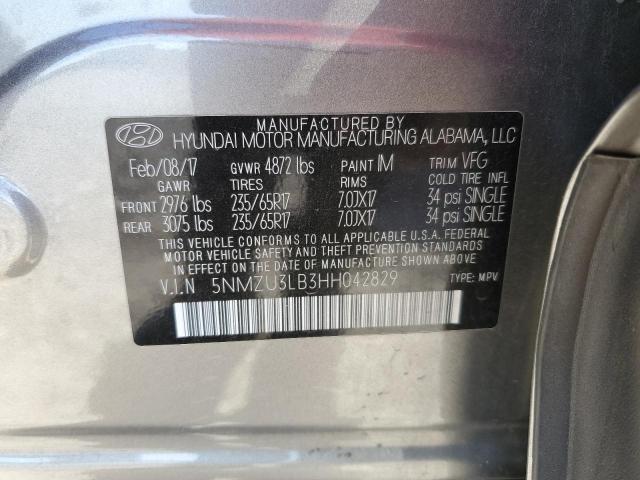 MANUFACTURED BY
HYUNDAI MOTOR MANUFACTURING ALABAMA, LLC
Feb/08/17 GVWR 4872 lbs PAINT IM TRIM VFG
GAWR TIRES RIMS COLD TIRE INFL
FRONT 2976 lbs 235/65R17 7.0JX17 34 psi SINGLE
REAR 3075 lbs 235/65R17 7.0JX17 34 psi SINGLE
THIS VEHICLE CONFORMS TO ALL APPLICABLE U.S.A. FEDERAL
MOTOR VEHICLE SAFETY AND THEFT PREVENTION STANDARDS
IN EFFECT ON THE DATE OF MANUFACTURE SHOWN ABOVE
V.I.N 5NMZU3LB3HH042829 TYPE: MPV